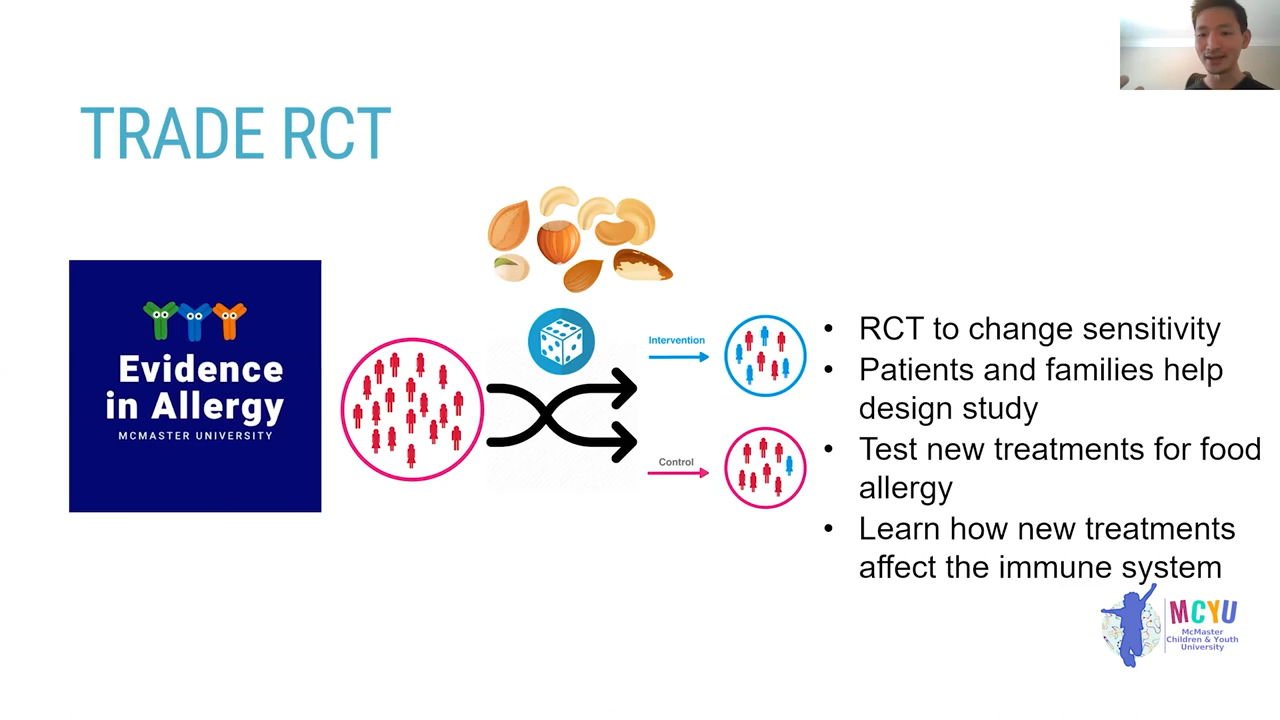 TRADE RCT
Evidence
in Allergy
MCMASTER UNIVERSITY
Intervention
Control
• RCT to change sensitivity
• Patients and families help
design study
• Test new treatments for food
allergy
• Learn how new treatments
affect the immune system
MCYU
McMaster
Children & Youth
University